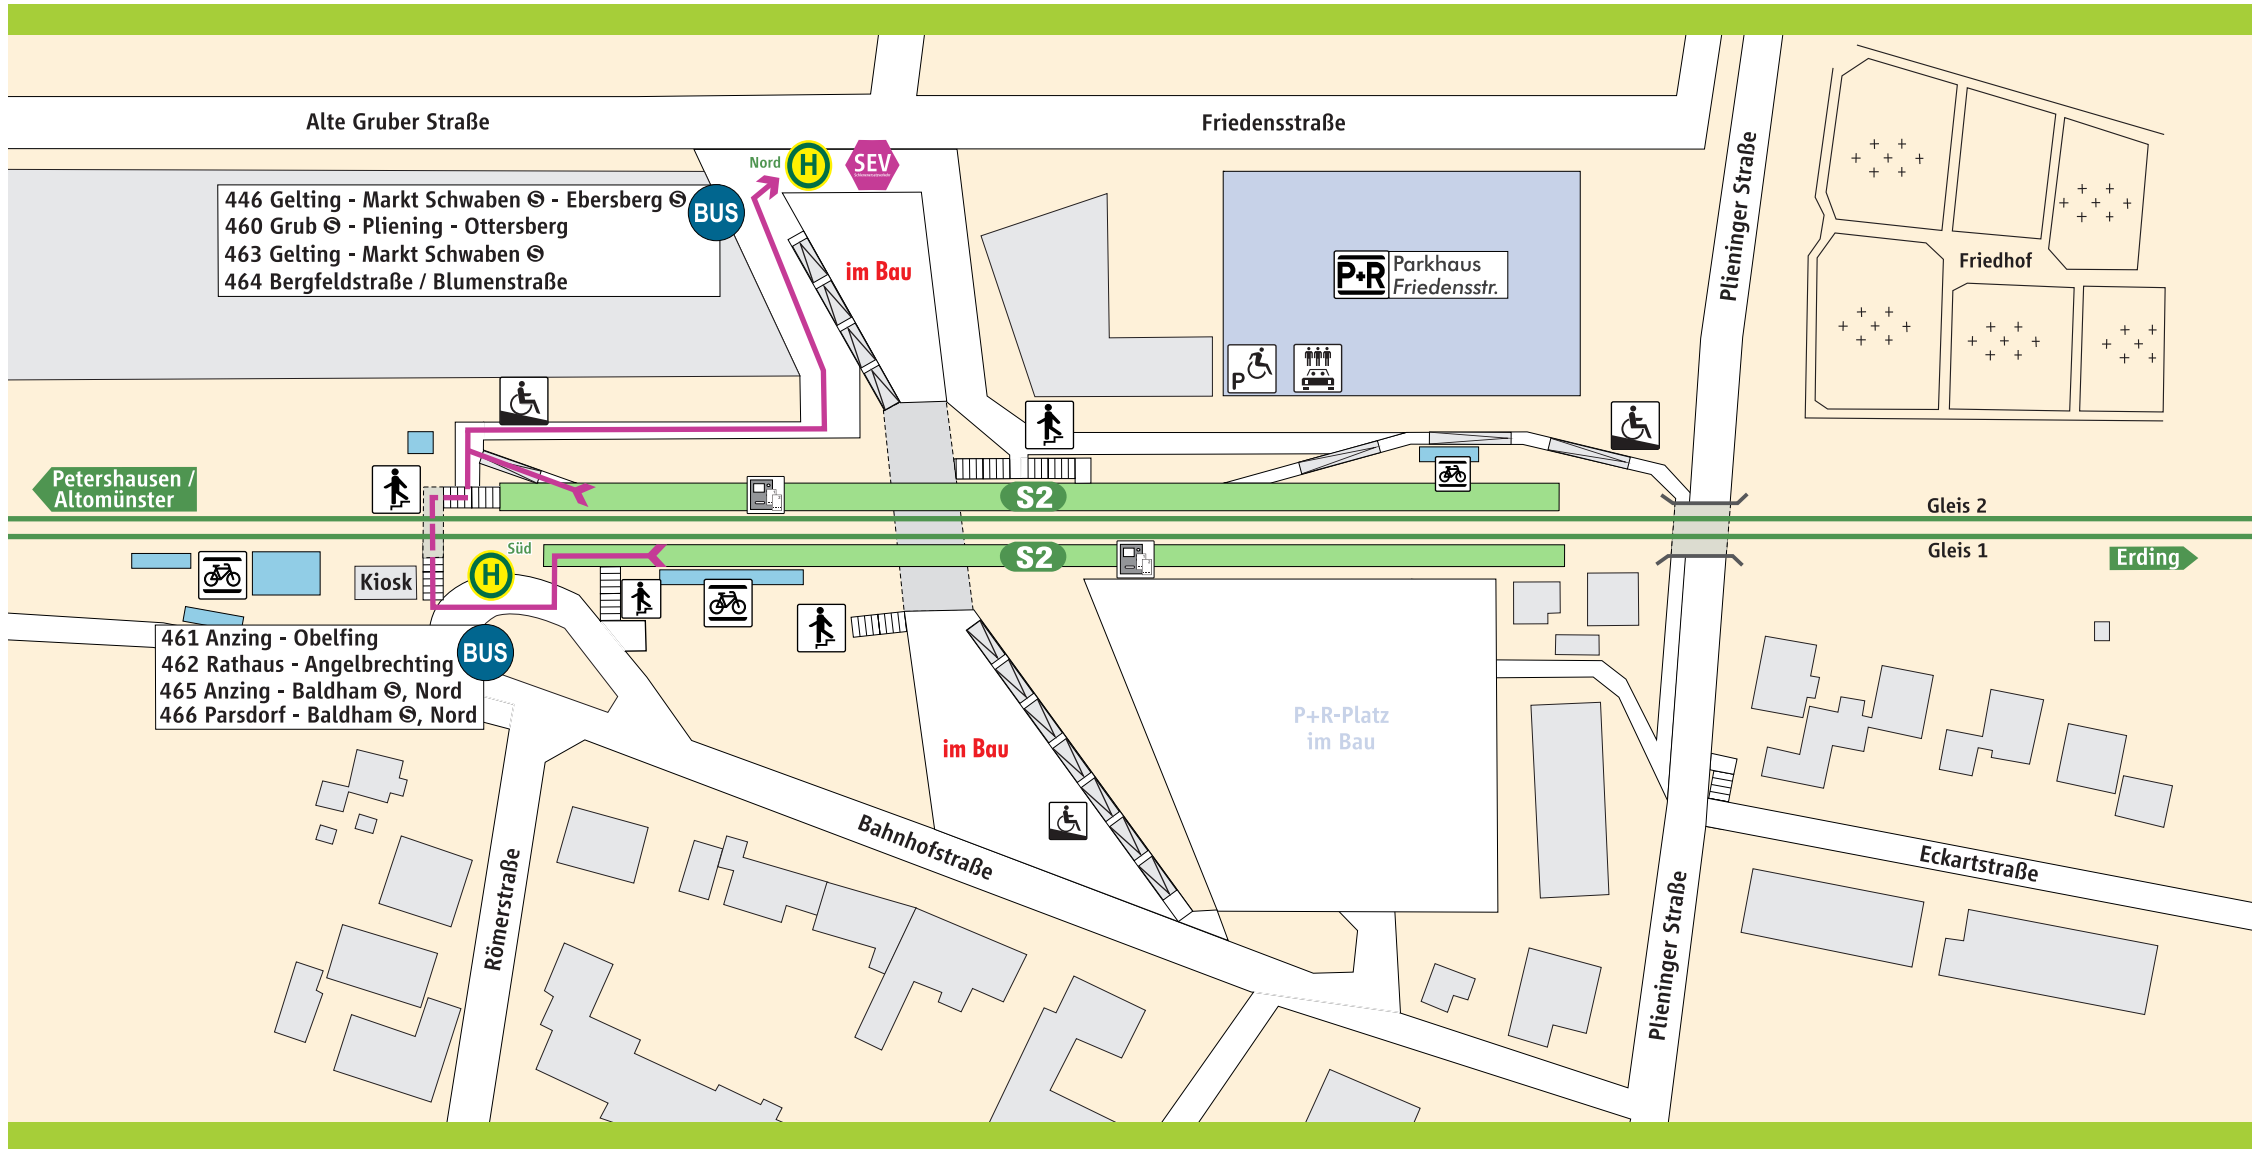 Alte Gruber Straße
Friedensstraße
Plieninger Straße
Nord
H
SEV
446 Gelting - Markt Schwaben S - Ebersberg S
460 Grub S - Pliening - Ottersberg
463 Gelting - Markt Schwaben S
464 Bergfeldstraße / Blumenstraße
BUS
im Bau
P+R
Parkhaus
Friedensstr.
P
Friedhof
Petershausen /
Altomünster
S2
Gleis 2
Süd
H
S2
Gleis 1
Erding
Kiosk
461 Anzing - Obelfing
462 Rathaus - Angelbrechting
465 Anzing - Baldham S, Nord
466 Parsdorf - Baldham S, Nord
BUS
im Bau
P+R-Platz
im Bau
Bahnhofstraße
Römerstraße
Eckartstraße
Plieninger Straße